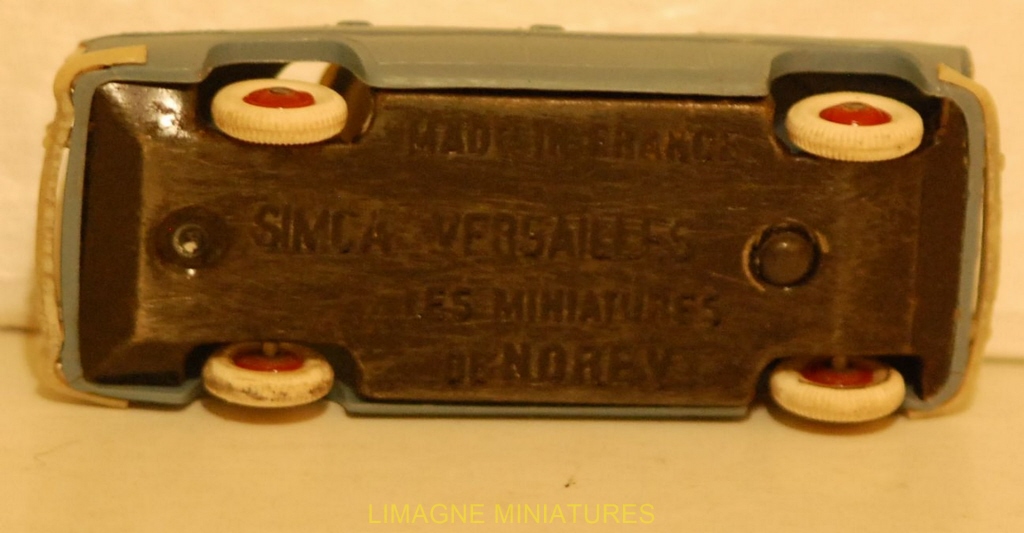 MADE IN FRANCE
SIMCA VERSAILLES
LES MINIATURES
DE NOREV
LIMAGNE MINIATURES